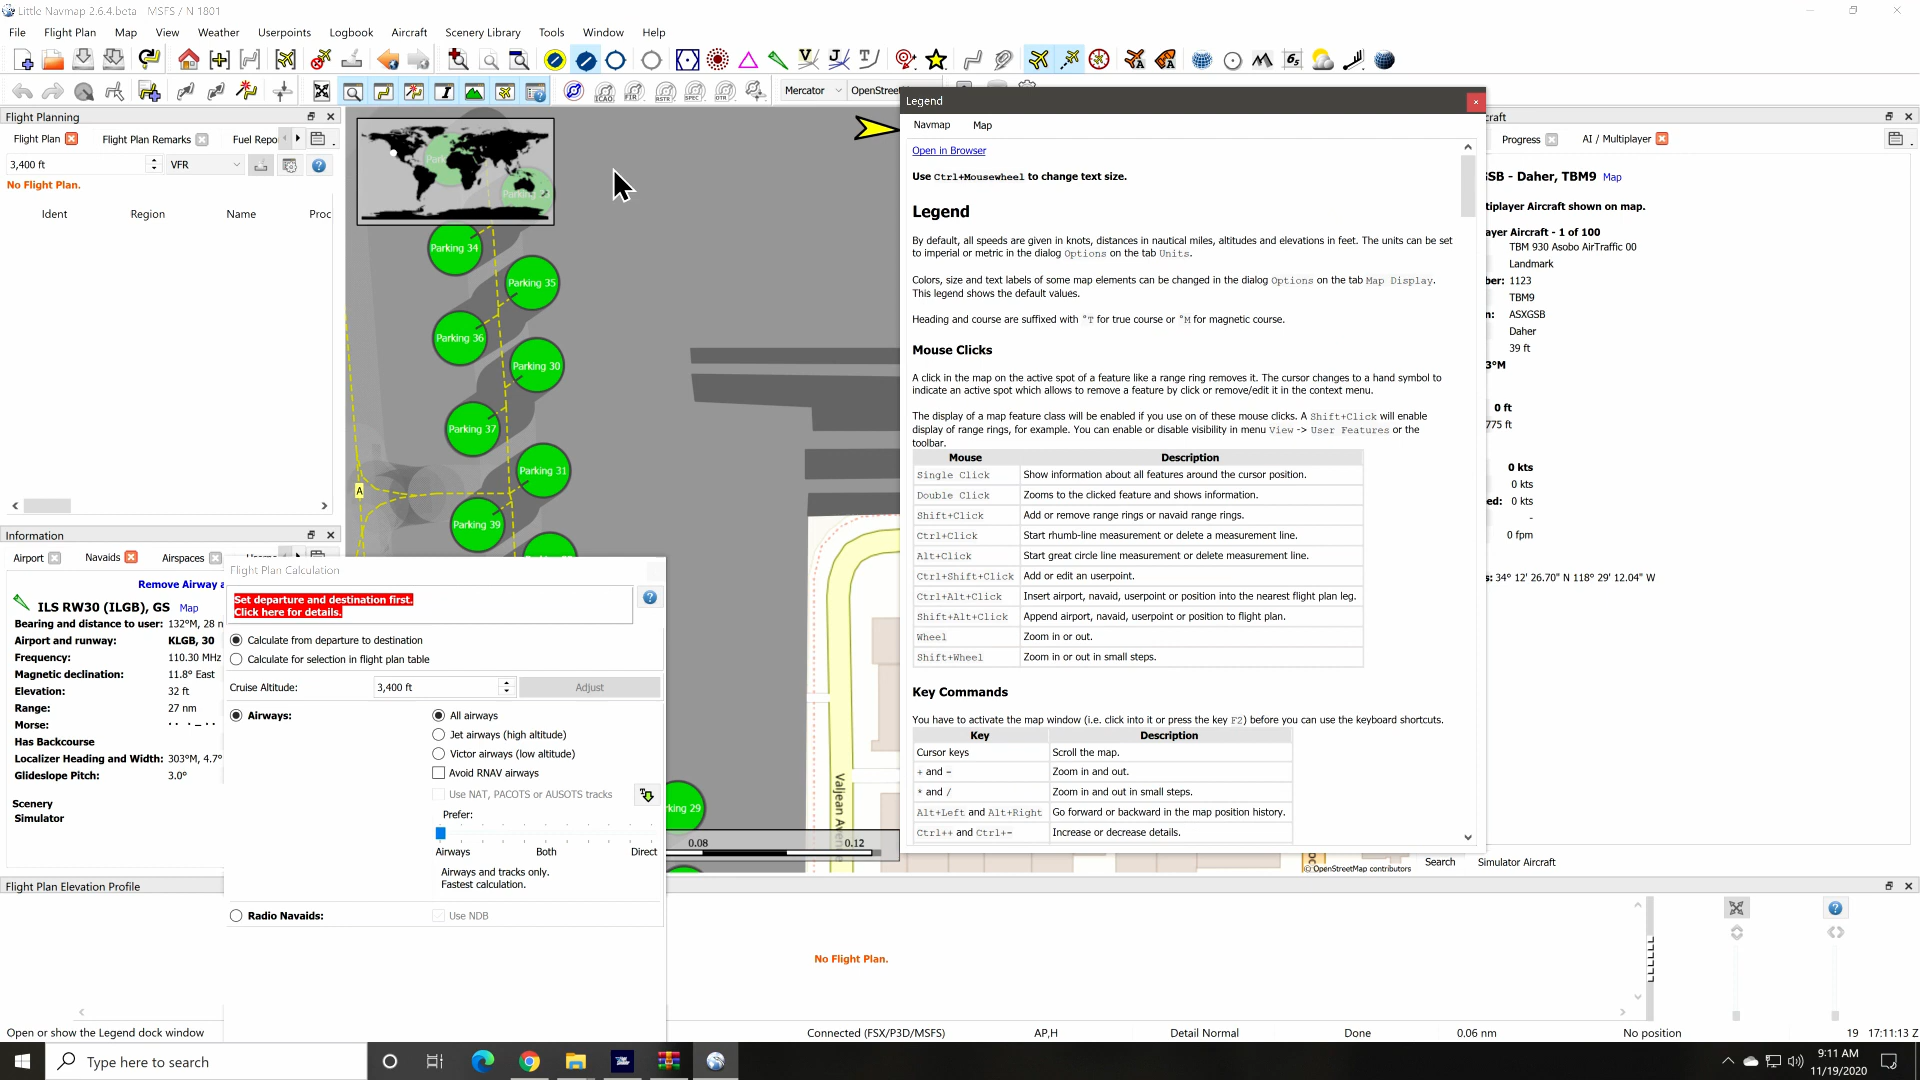 Little Navmap 2.6.4.beta - MSFS / N 1801
File Flight Plan Map View Weather Userpoints Logbook Aircraft Scenery Library Tools Window Help
Mercator OpenStreet
Flight Planning
Flight Plan Flight Plan Remarks Fuel Repo
3,400 ft VFR
No Flight Plan.
Ident Region Name Proc
Parking 34
Parking 35
Parking 36
Parking 30
Parking 37
Parking 31
Parking 39
A
king 29
Valjean Avenue
0.08 0.12
© OpenStreetMap contributors
Information
Airport Navaids Airspaces
Remove Airway a
ILS RW30 (ILGB), GS Map
Bearing and distance to user: 132°M, 28 n
Airport and runway: KLGB, 30
Frequency: 110.30 MHz
Magnetic declination: 11.8° East
Elevation: 32 ft
Range: 27 nm
Morse: .. .-.. 
Has Backcourse
Localizer Heading and Width: 303°M, 4.7°
Glideslope Pitch: 3.0°
Scenery
Simulator
Flight Plan Calculation
Set departure and destination first.
Click here for details.
Calculate from departure to destination
Calculate for selection in flight plan table
Cruise Altitude: 3,400 ft Adjust
Airways: All airways
Jet airways (high altitude)
Victor airways (low altitude)
Avoid RNAV airways
Use NAT, PACOTS or AUSOTS tracks
Prefer:
Airways Both Direct
Airways and tracks only.
Fastest calculation.
Radio Navaids: Use NDB
Legend
Navmap Map
Open in Browser
Use Ctrl+Mousewheel to change text size.
Legend
By default, all speeds are given in knots, distances in nautical miles, altitudes and elevations in feet. The units can be set
to imperial or metric in the dialog Options on the tab Units.
Colors, size and text labels of some map elements can be changed in the dialog Options on the tab Map Display.
This legend shows the default values.
Heading and course are suffixed with °T for true course or °M for magnetic course.
Mouse Clicks
A click in the map on the active spot of a feature like a range ring removes it. The cursor changes to a hand symbol to
indicate an active spot which allows to remove a feature by click or remove/edit it in the context menu.
The display of a map feature class will be enabled if you use on of these mouse clicks. A Shift+Click will enable
display of range rings, for example. You can enable or disable visibility in menu View -> User Features or the
toolbar.
Mouse Description
Single Click Show information about all features around the cursor position.
Double Click Zooms to the clicked feature and shows information.
Shift+Click Add or remove range rings or navaid range rings.
Ctrl+Click Start rhumb-line measurement or delete a measurement line.
Alt+Click Start great circle line measurement or delete measurement line.
Ctrl+Shift+Click Add or edit an userpoint.
Ctrl+Alt+Click Insert airport, navaid, userpoint or position into the nearest flight plan leg.
Shift+Alt+Click Append airport, navaid, userpoint or position to flight plan.
Wheel Zoom in or out.
Shift+Wheel Zoom in or out in small steps.
Key Commands
You have to activate the map window (i.e. click into it or press the key F2) before you can use the keyboard shortcuts.
Key Description
Cursor keys Scroll the map.
+ and - Zoom in and out.
* and / Zoom in and out in small steps.
Alt+Left and Alt+Right Go forward or backward in the map position history.
Ctrl++ and Ctrl+- Increase or decrease details.
craft
Progress AI / Multiplayer
SB - Daher, TBM9 Map
tiplayer Aircraft shown on map.
ayer Aircraft - 1 of 100
TBM 930 Asobo AirTraffic 00
Landmark
ber: 1123
TBM9
n: ASXGSB
Daher
39 ft
3°M
0 ft
775 ft
0 kts
0 kts
ed: 0 kts
-
0 fpm
s: 34° 12' 26.70" N 118° 29' 12.04" W
Search Simulator Aircraft
Flight Plan Elevation Profile
No Flight Plan.
Open or show the Legend dock window Connected (FSX/P3D/MSFS) AP,H Detail Normal Done 0.06 nm No position 19 17:11:13 Z
Type here to search
9:11 AM
11/19/2020